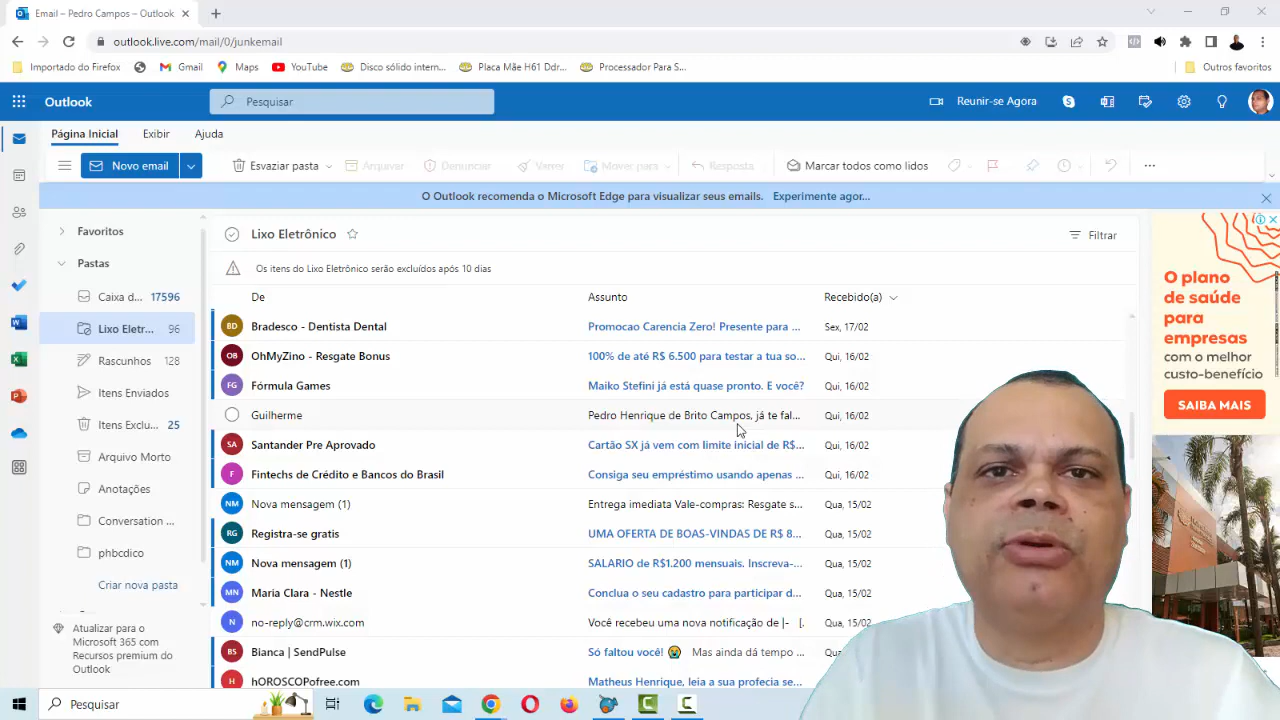 Email – Pedro Campos – Outlook
outlook.live.com/mail/0/junkemail
Importado do Firefox Gmail Maps YouTube Disco sólido intern... Placa Mãe H61 Ddr... Processador Para S... Outros favoritos
Outlook Pesquisar Reunir-se Agora
Página Inicial Exibir Ajuda
Novo email Esvaziar pasta Arquivar Denunciar Varrer Mover para Resposta Marcar todos como lidos
O Outlook recomenda o Microsoft Edge para visualizar seus emails. Experimente agor...
Favoritos
Pastas
Caixa d... 17596
Lixo Eletr... 96
Rascunhos 128
Itens Enviados
Itens Exclu... 25
Arquivo Morto
Anotações
Conversation ...
phbcdico
Criar nova pasta
Atualizar para o
Microsoft 365 com
Recursos premium do
Outlook
Lixo Eletrônico Filtrar
Os itens do Lixo Eletrônico serão excluídos após 10 dias
De Assunto Recebido(a)
BD Bradesco - Dentista Dental Promocao Carencia Zero! Presente para ... Sex, 17/02
OB OhMyZino - Resgate Bonus 100% de até R$ 6.500 para testar a tua so... Qui, 16/02
FG Fórmula Games Maiko Stefini já está quase pronto. E você? Qui, 16/02
Guilherme Pedro Henrique de Brito Campos, já te fal... Qui, 16/02
SA Santander Pre Aprovado Cartão SX já vem com limite inicial de R$... Qui, 16/02
F Fintechs de Crédito e Bancos do Brasil Consiga seu empréstimo usando apenas ... Qui, 16/02
NM Nova mensagem (1) Entrega imediata Vale-compras: Resgate s... Qua, 15/02
RG Registra-se gratis UMA OFERTA DE BOAS-VINDAS DE R$ 8... Qua, 15/02
NM Nova mensagem (1) SALARIO de R$1.200 mensuais. Inscreva-... Qua, 15/02
MN Maria Clara - Nestle Conclua o seu cadastro para participar d... Qua, 15/02
N no-reply@crm.wix.com Você recebeu uma nova notificação de |- [. Qua, 15/02
BS Bianca | SendPulse Só faltou você! 😭 Mas ainda dá tempo ...
H hOROSCOPofree.com Matheus Henrique, leia a sua profecia se...
O plano
de saúde
para
empresas
com o melhor
custo-benefício
SAIBA MAIS
Pesquisar